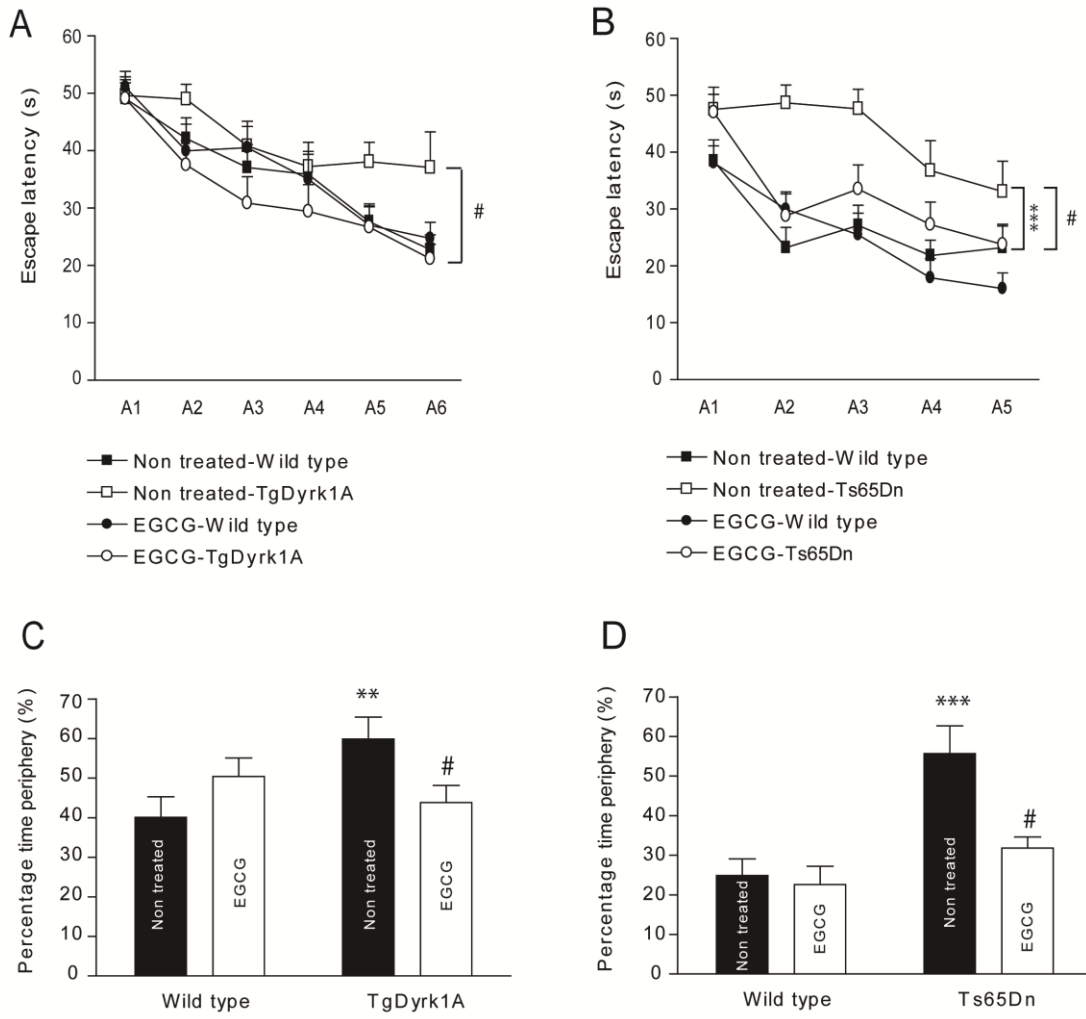 A
60
50
40
30
20
10
0
Escape latency (s)
#
A1 A2 A3 A4 A5 A6
Non treated-Wild type
Non treated-TgDyrk1A
EGCG-Wild type
EGCG-TgDyrk1A
B
60
50
40
30
20
10
0
Escape latency (s)
***
#
A1 A2 A3 A4 A5
Non treated-Wild type
Non treated-Ts65Dn
EGCG-Wild type
EGCG-Ts65Dn
C
70
60
50
40
30
20
10
0
Percentage time periphery (%)
**
#
Non treated
EGCG
Non treated
EGCG
Wild type TgDyrk1A
D
70
60
50
40
30
20
10
0
Percentage time periphery (%)
***
#
Non treated
EGCG
Non treated
EGCG
Wild type Ts65Dn